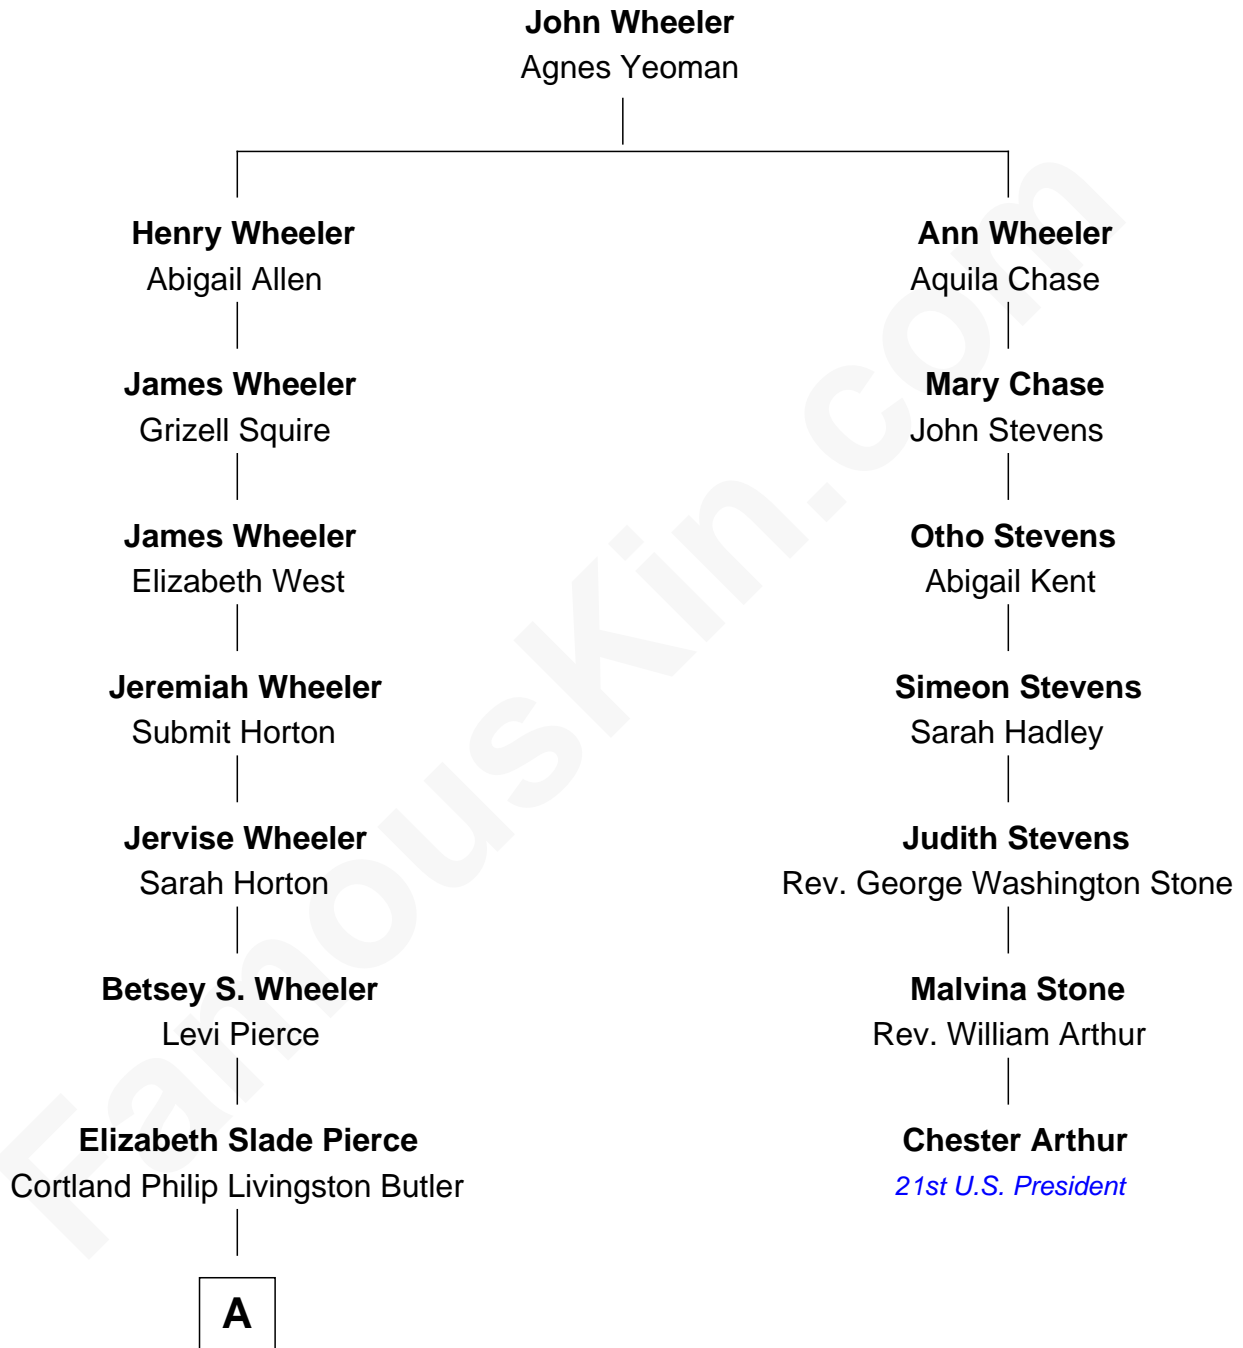 John Wheeler
Agnes Yeoman
Henry Wheeler
Abigail Allen
James Wheeler
Grizell Squire
James Wheeler
Elizabeth West
Jeremiah Wheeler
Submit Horton
Jervise Wheeler
Sarah Horton
Betsey S. Wheeler
Levi Pierce
Elizabeth Slade Pierce
Cortland Philip Livingston Butler
A
Ann Wheeler
Aquila Chase
Mary Chase
John Stevens
Otho Stevens
Abigail Kent
Simeon Stevens
Sarah Hadley
Judith Stevens
Rev. George Washington Stone
Malvina Stone
Rev. William Arthur
Chester Arthur
21st U.S. President
FamousKin.com